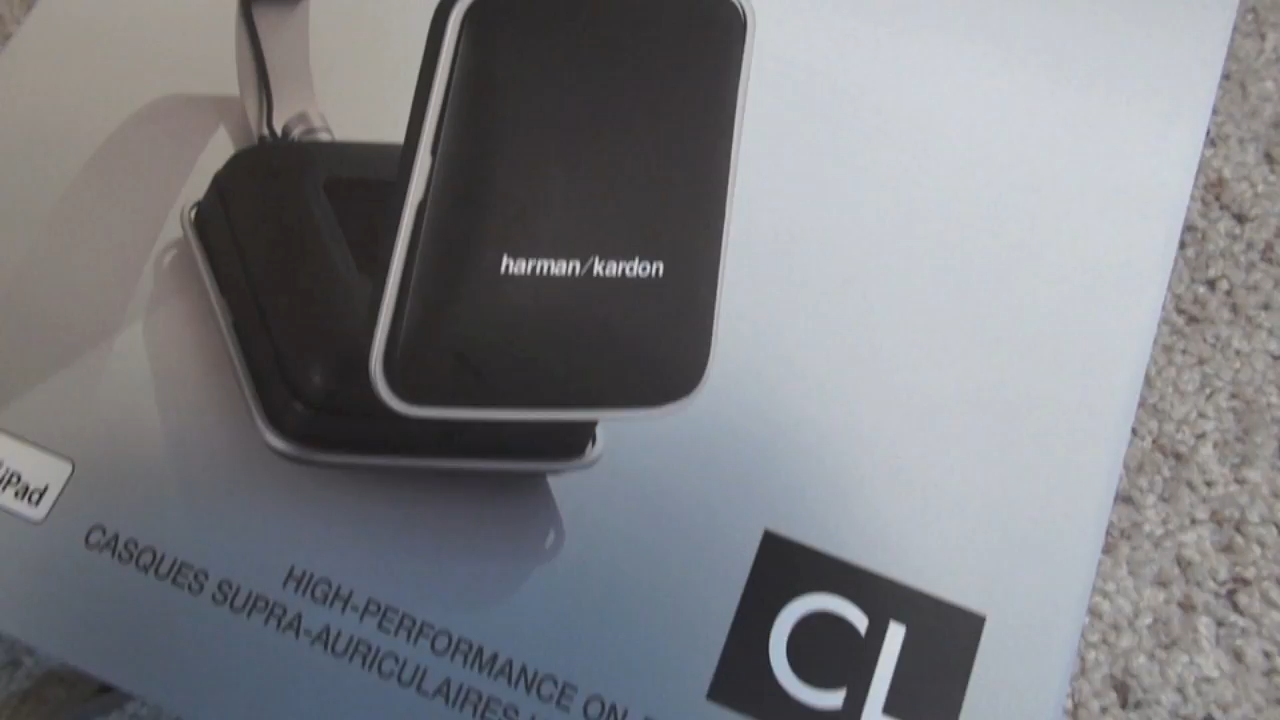 harman/kardon
iPad
HIGH-PERFORMANCE ON-
CASQUES SUPRA-AURICULAIRES
CL